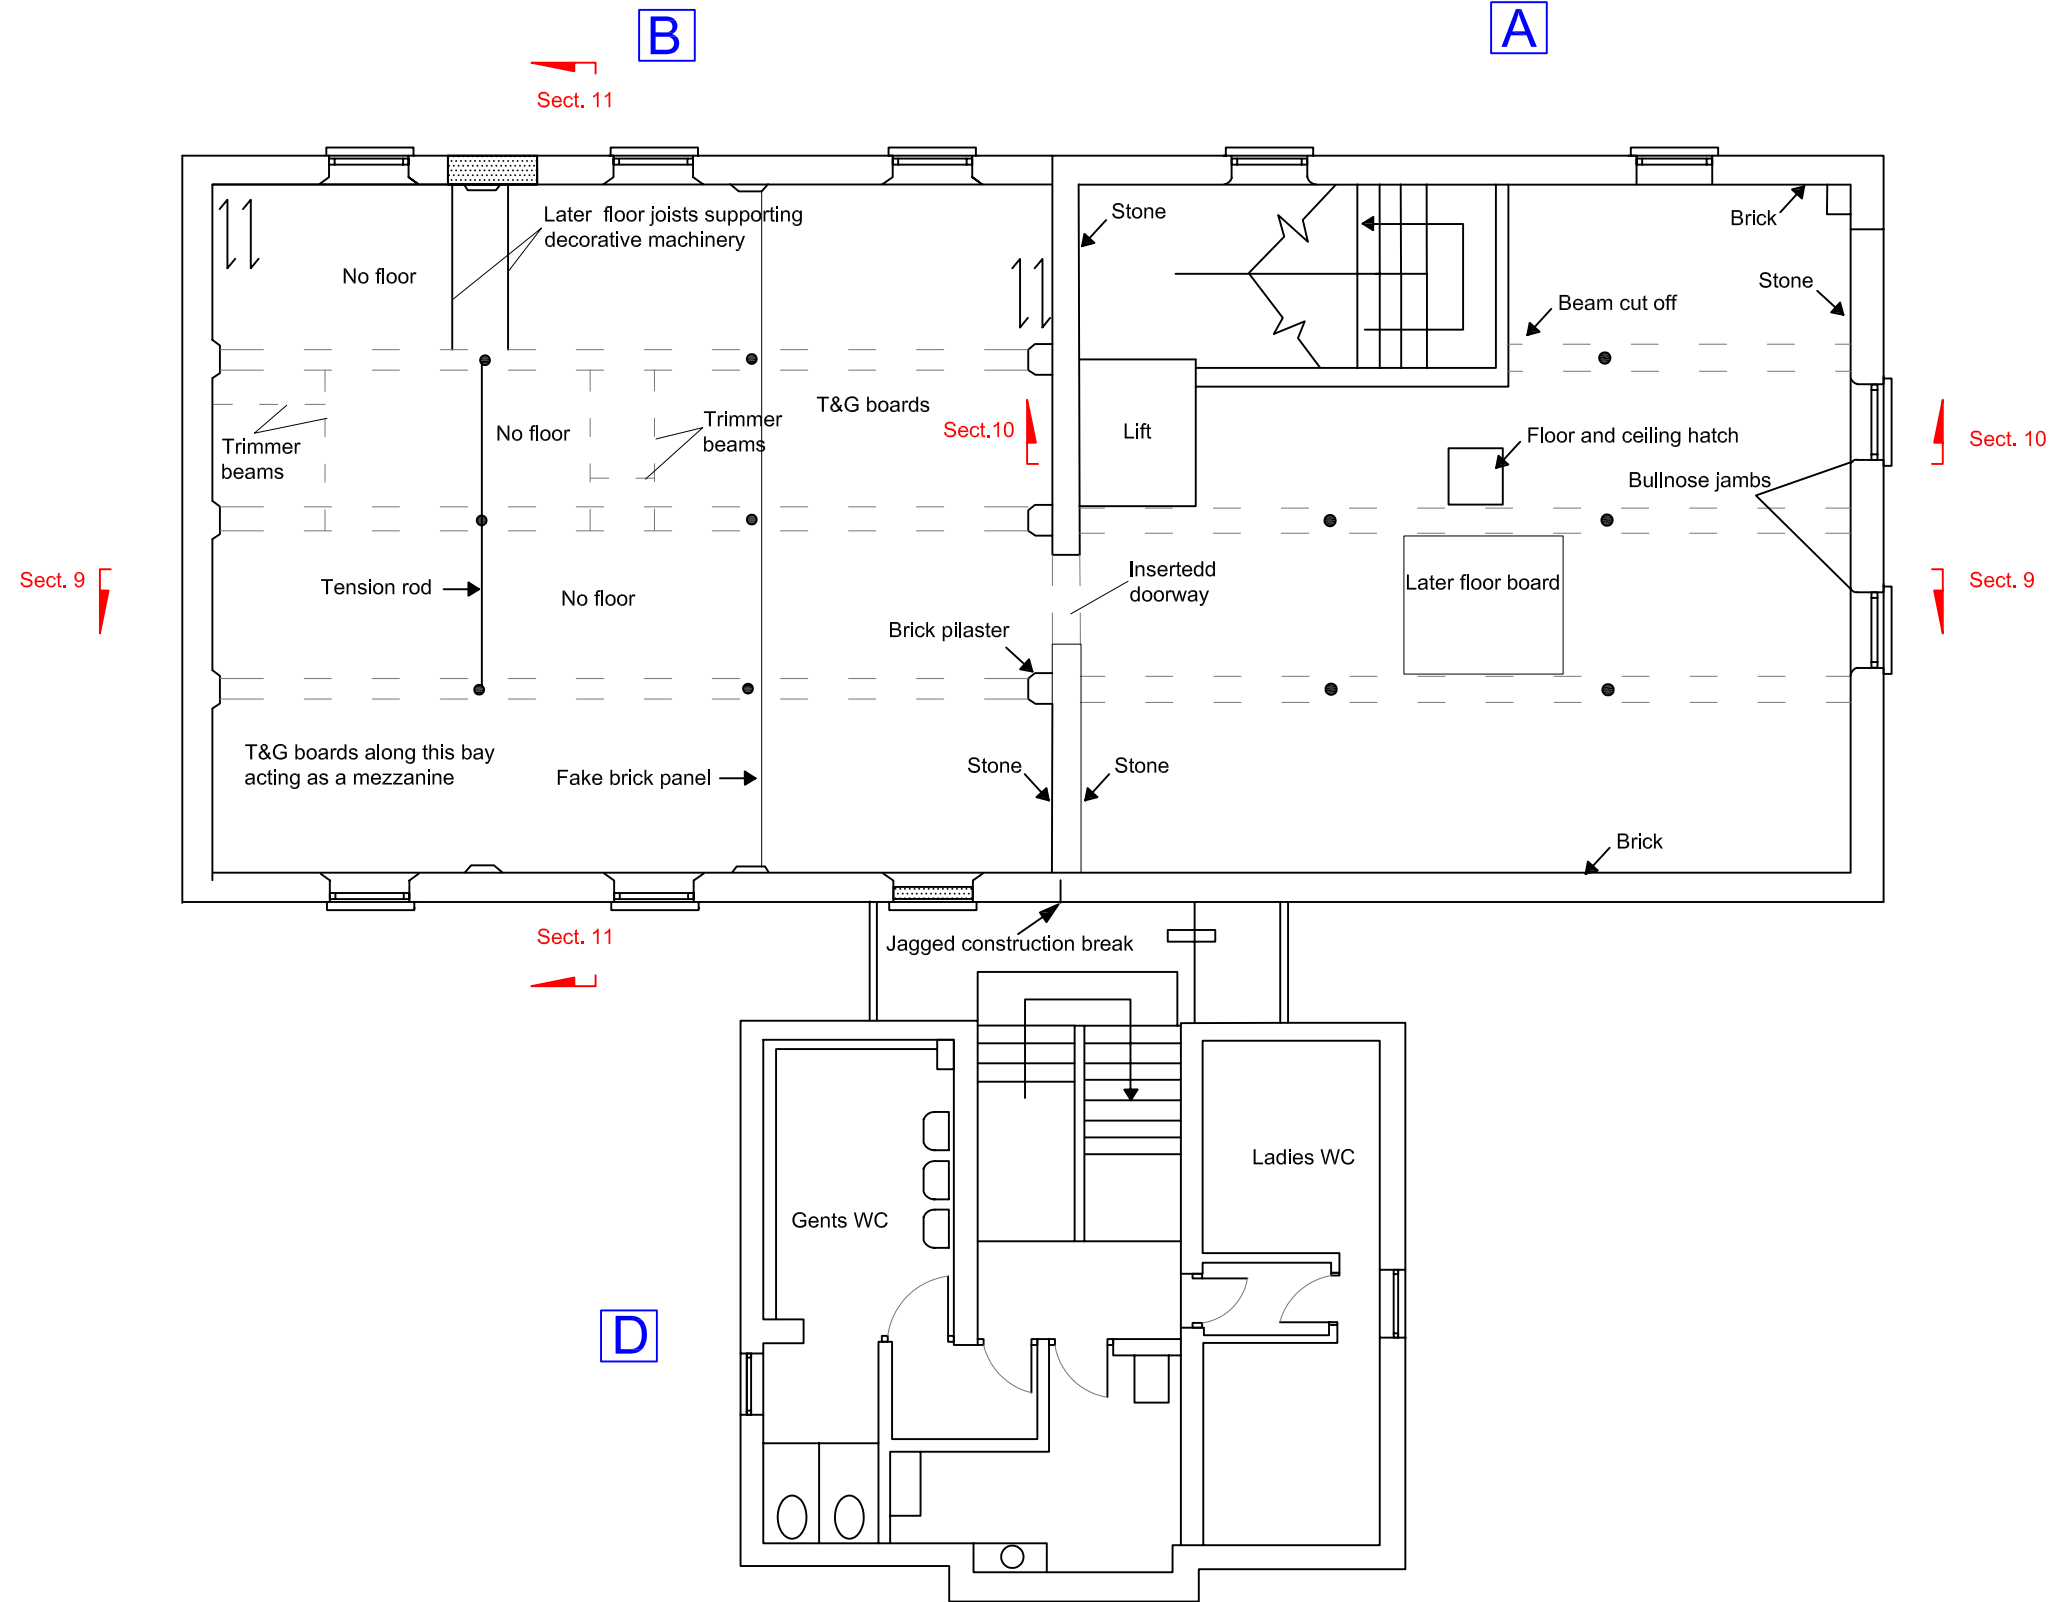 B
A
Sect. 11
Later floor joists supporting
decorative machinery
Stone
Brick
No floor
Stone
Beam cut off
T&G boards
Trimmer
beams
No floor
Trimmer
beams
Sect.10
Lift
Floor and ceiling hatch
Sect. 10
Bullnose jambs
Sect. 9
Tension rod
No floor
Insertedd
doorway
Later floor board
Sect. 9
Brick pilaster
T&G boards along this bay
acting as a mezzanine
Fake brick panel
Stone
Stone
Brick
Sect. 11
Jagged construction break
Ladies WC
Gents WC
D